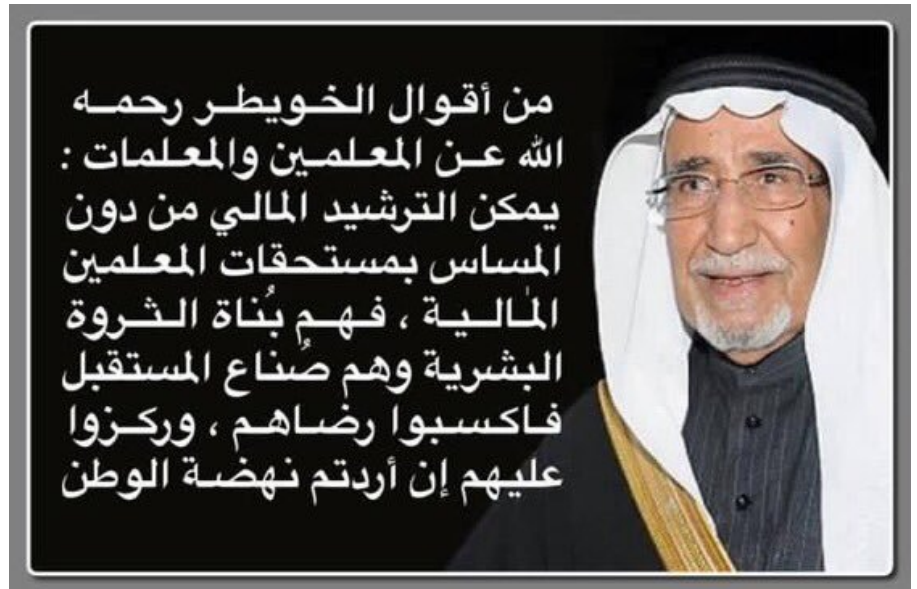 من أقوال الخويطر رحمه
الله عن المعلمين والمعلمات :
يمكن الترشيد المالي من دون
المساس بمستحقات المعلمين
المالية ، فهم بُناة الثروة
البشرية وهم صُناع المستقبل
فاكسبوا رضاهم ، وركزوا
عليهم إن أردتم نهضة الوطن